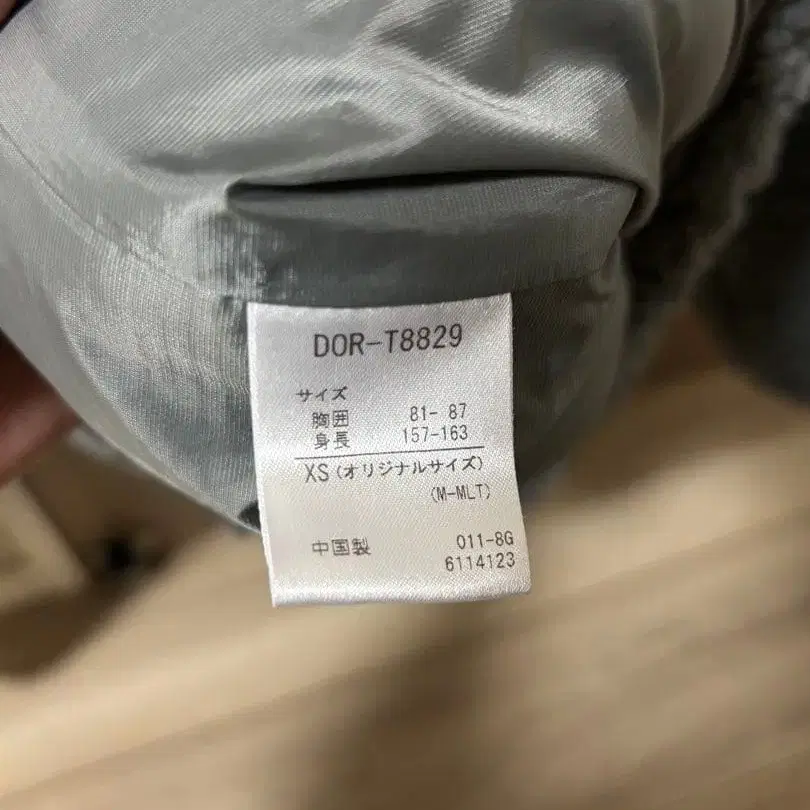 DOR-T8829
サイズ
胸囲 81- 87
身長 157-163
XS (オリジナルサイズ)
(M-MLT)
中国製 011-8G
6114123